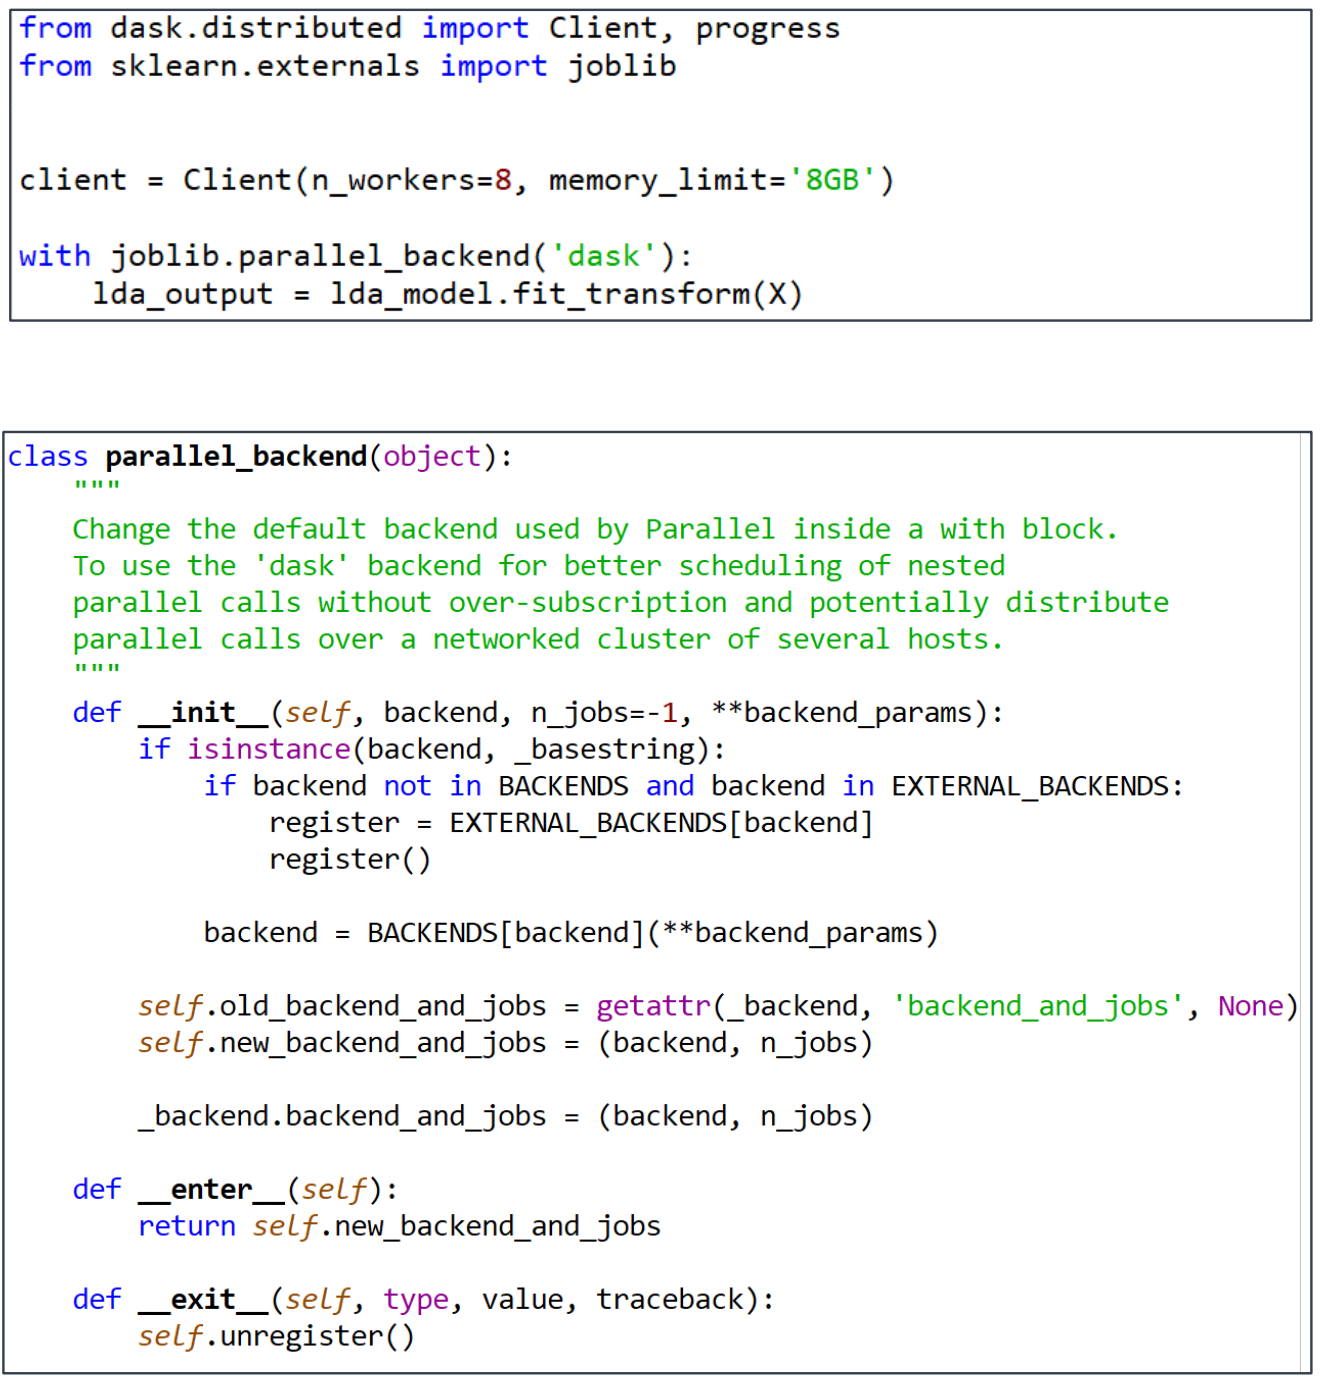 from dask.distributed import Client, progress
from sklearn.externals import joblib
client = Client(n_workers=8, memory_limit='8GB')
with joblib.parallel_backend('dask'):
    lda_output = lda_model.fit_transform(X)
class parallel_backend(object):
    """
    Change the default backend used by Parallel inside a with block.
    To use the 'dask' backend for better scheduling of nested
    parallel calls without over-subscription and potentially distribute
    parallel calls over a networked cluster of several hosts.
    """
    def __init__(self, backend, n_jobs=-1, **backend_params):
        if isinstance(backend, _basestring):
            if backend not in BACKENDS and backend in EXTERNAL_BACKENDS:
                register = EXTERNAL_BACKENDS[backend]
                register()
            backend = BACKENDS[backend](**backend_params)
        self.old_backend_and_jobs = getattr(_backend, 'backend_and_jobs', None)
        self.new_backend_and_jobs = (backend, n_jobs)
        _backend.backend_and_jobs = (backend, n_jobs)
    def __enter__(self):
        return self.new_backend_and_jobs
    def __exit__(self, type, value, traceback):
        self.unregister()